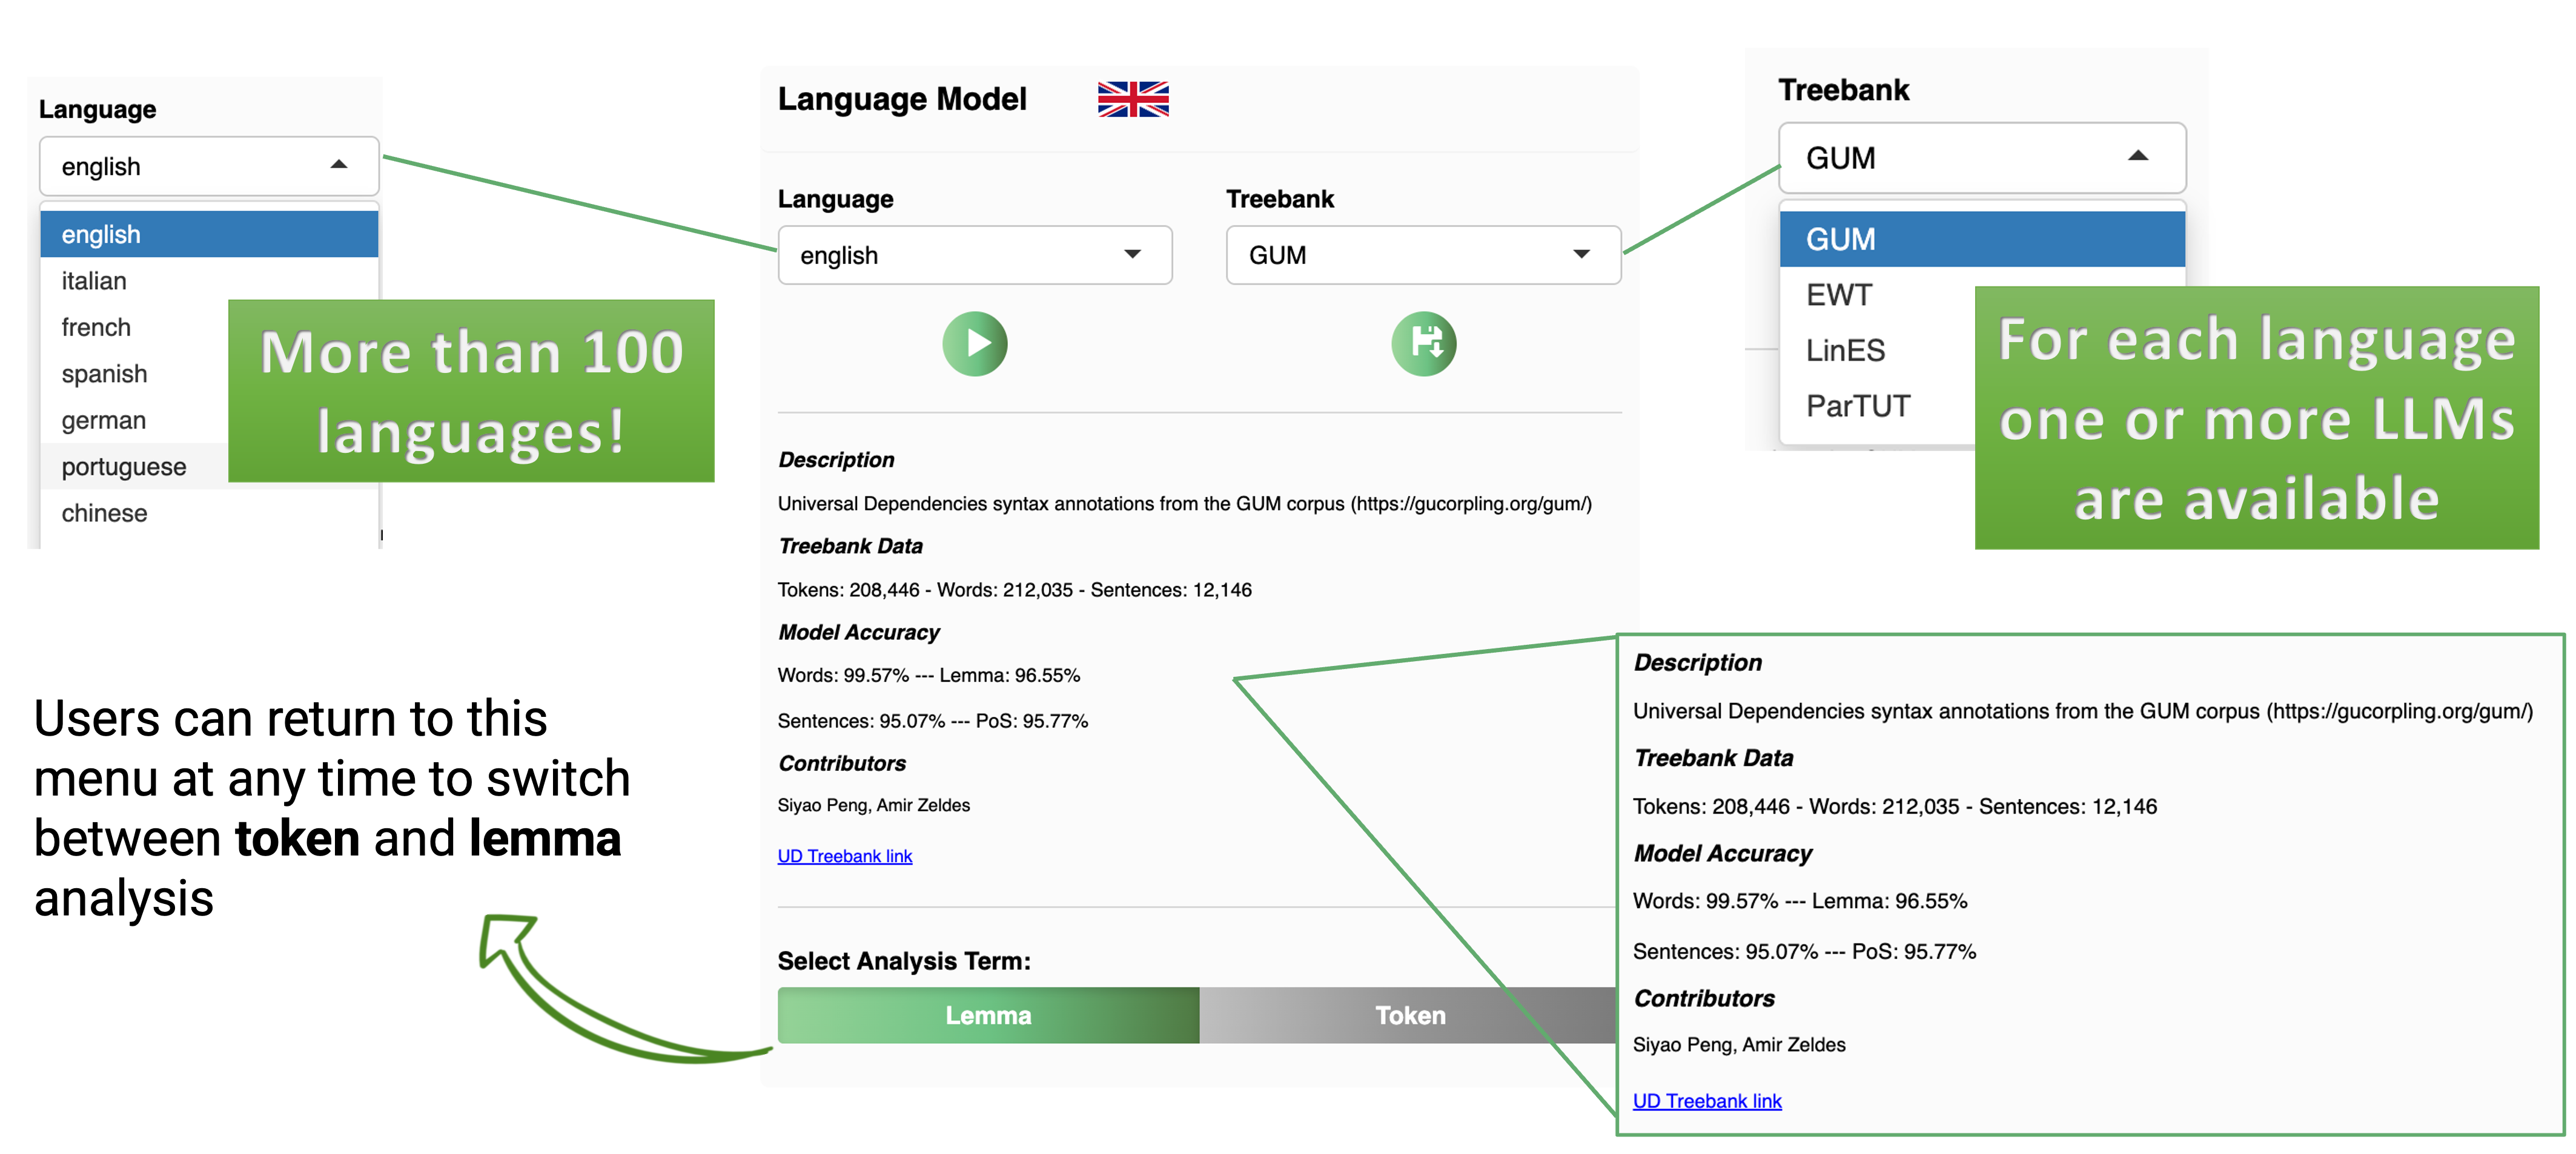 Language
english
english
italian
french
spanish
german
portuguese
chinese
More than 100
languages!
Users can return to this
menu at any time to switch
between token and lemma
analysis
Language Model
Language
english
Treebank
GUM
Description
Universal Dependencies syntax annotations from the GUM corpus (https://gucorpling.org/gum/)
Treebank Data
Tokens: 208,446 - Words: 212,035 - Sentences: 12,146
Model Accuracy
Words: 99.57% --- Lemma: 96.55%
Sentences: 95.07% --- PoS: 95.77%
Contributors
Siyao Peng, Amir Zeldes
UD Treebank link
Select Analysis Term:
Lemma
Token
Treebank
GUM
GUM
EWT
LinES
ParTUT
For each language
one or more LLMs
are available
Description
Universal Dependencies syntax annotations from the GUM corpus (https://gucorpling.org/gum/)
Treebank Data
Tokens: 208,446 - Words: 212,035 - Sentences: 12,146
Model Accuracy
Words: 99.57% --- Lemma: 96.55%
Sentences: 95.07% --- PoS: 95.77%
Contributors
Siyao Peng, Amir Zeldes
UD Treebank link